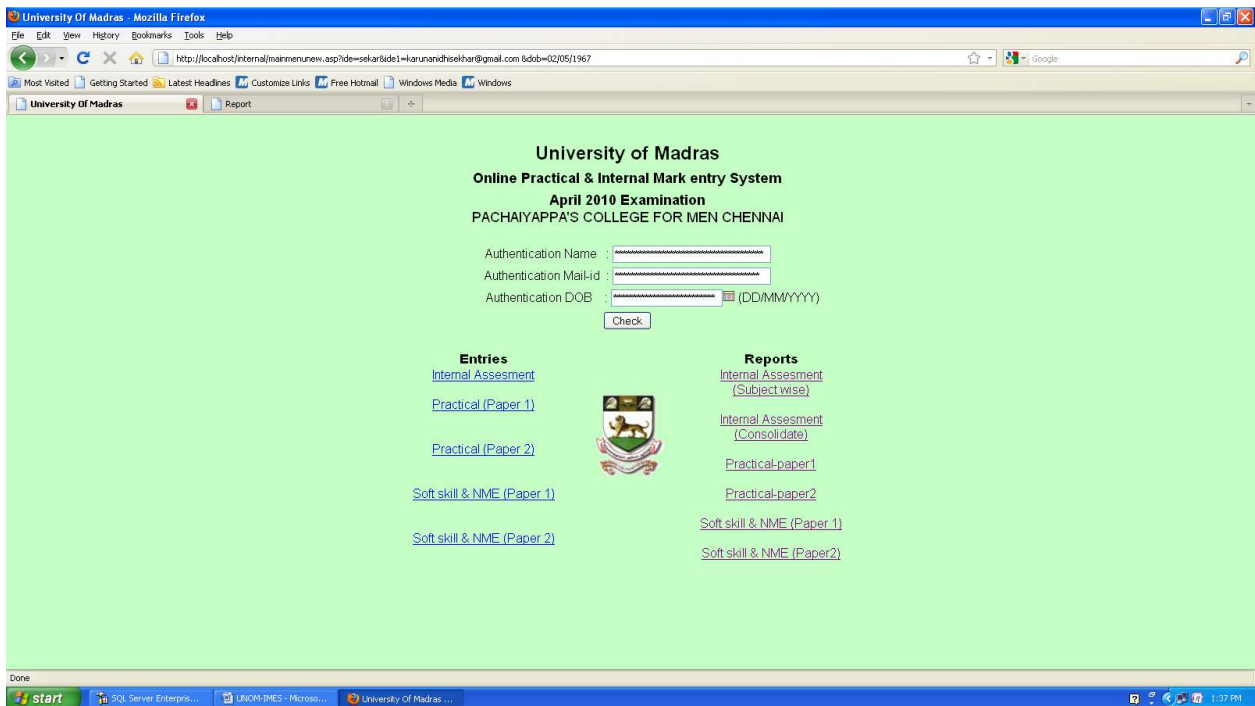 University Of Madras - Mozilla Firefox
File Edit View History Bookmarks Tools Help
http://localhost/internal/mainmenunew.asp?ide=sekar&ide1=karunanidhisekhar@gmail.com &dob=02/05/1967
Google
Most Visited Getting Started Latest Headlines Customize Links Free Hotmail Windows Media Windows
University Of Madras Report
University of Madras
Online Practical & Internal Mark entry System
April 2010 Examination
PACHAIYAPPA'S COLLEGE FOR MEN CHENNAI
Authentication Name :
Authentication Mail-id :
Authentication DOB : (DD/MM/YYYY)
Check
Entries
Internal Assesment
Practical (Paper 1)
Practical (Paper 2)
Soft skill & NME (Paper 1)
Soft skill & NME (Paper 2)
Reports
Internal Assesment
(Subject wise)
Internal Assesment
(Consolidate)
Practical-paper1
Practical-paper2
Soft skill & NME (Paper 1)
Soft skill & NME (Paper2)
Done
start SQL Server Enterpris... UNOM-IMES - Microso... University Of Madras ... 1:37 PM